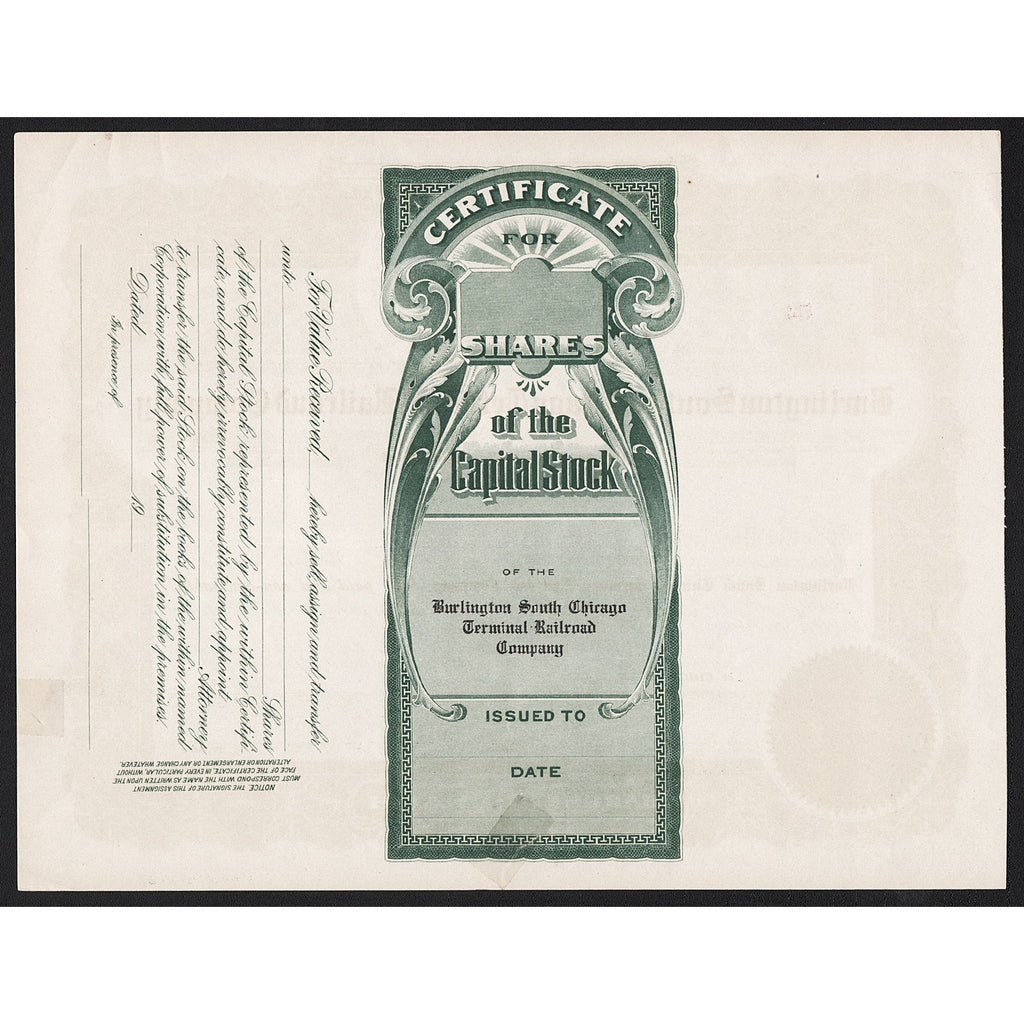 CERTIFICATE
FOR
SHARES
of the
Capital Stock
OF THE
Burlington South Chicago
Terminal Railroad
Company
ISSUED TO
DATE
For Value Received, hereby sell, assign and transfer
unto
Shares
of the Capital Stock represented by the within Certifi-
cate, and do hereby irrevocably constitute and appoint
Attorney
to transfer the said Stock on the books of the within named
Corporation with full power of substitution in the premises.
Dated 19
In presence of
NOTICE. THE SIGNATURE OF THIS ASSIGNMENT
MUST CORRESPOND WITH THE NAME AS WRITTEN UPON THE
FACE OF THE CERTIFICATE, IN EVERY PARTICULAR, WITHOUT
ALTERATION OR ENLARGEMENT OR ANY CHANGE WHATEVER.